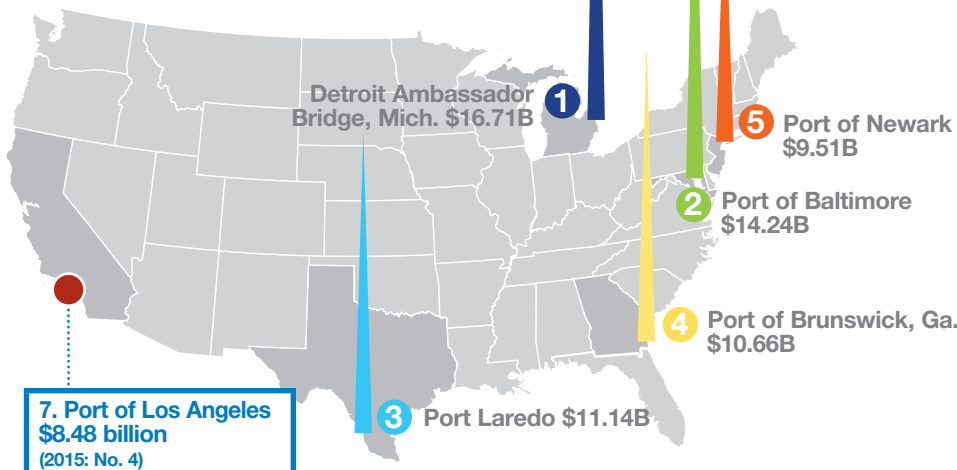 Detroit Ambassador
Bridge, Mich. $16.71B
1
5
Port of Newark
$9.51B
2
Port of Baltimore
$14.24B
4
Port of Brunswick, Ga.
$10.66B
3
Port Laredo $11.14B
7. Port of Los Angeles
$8.48 billion
(2015: No. 4)